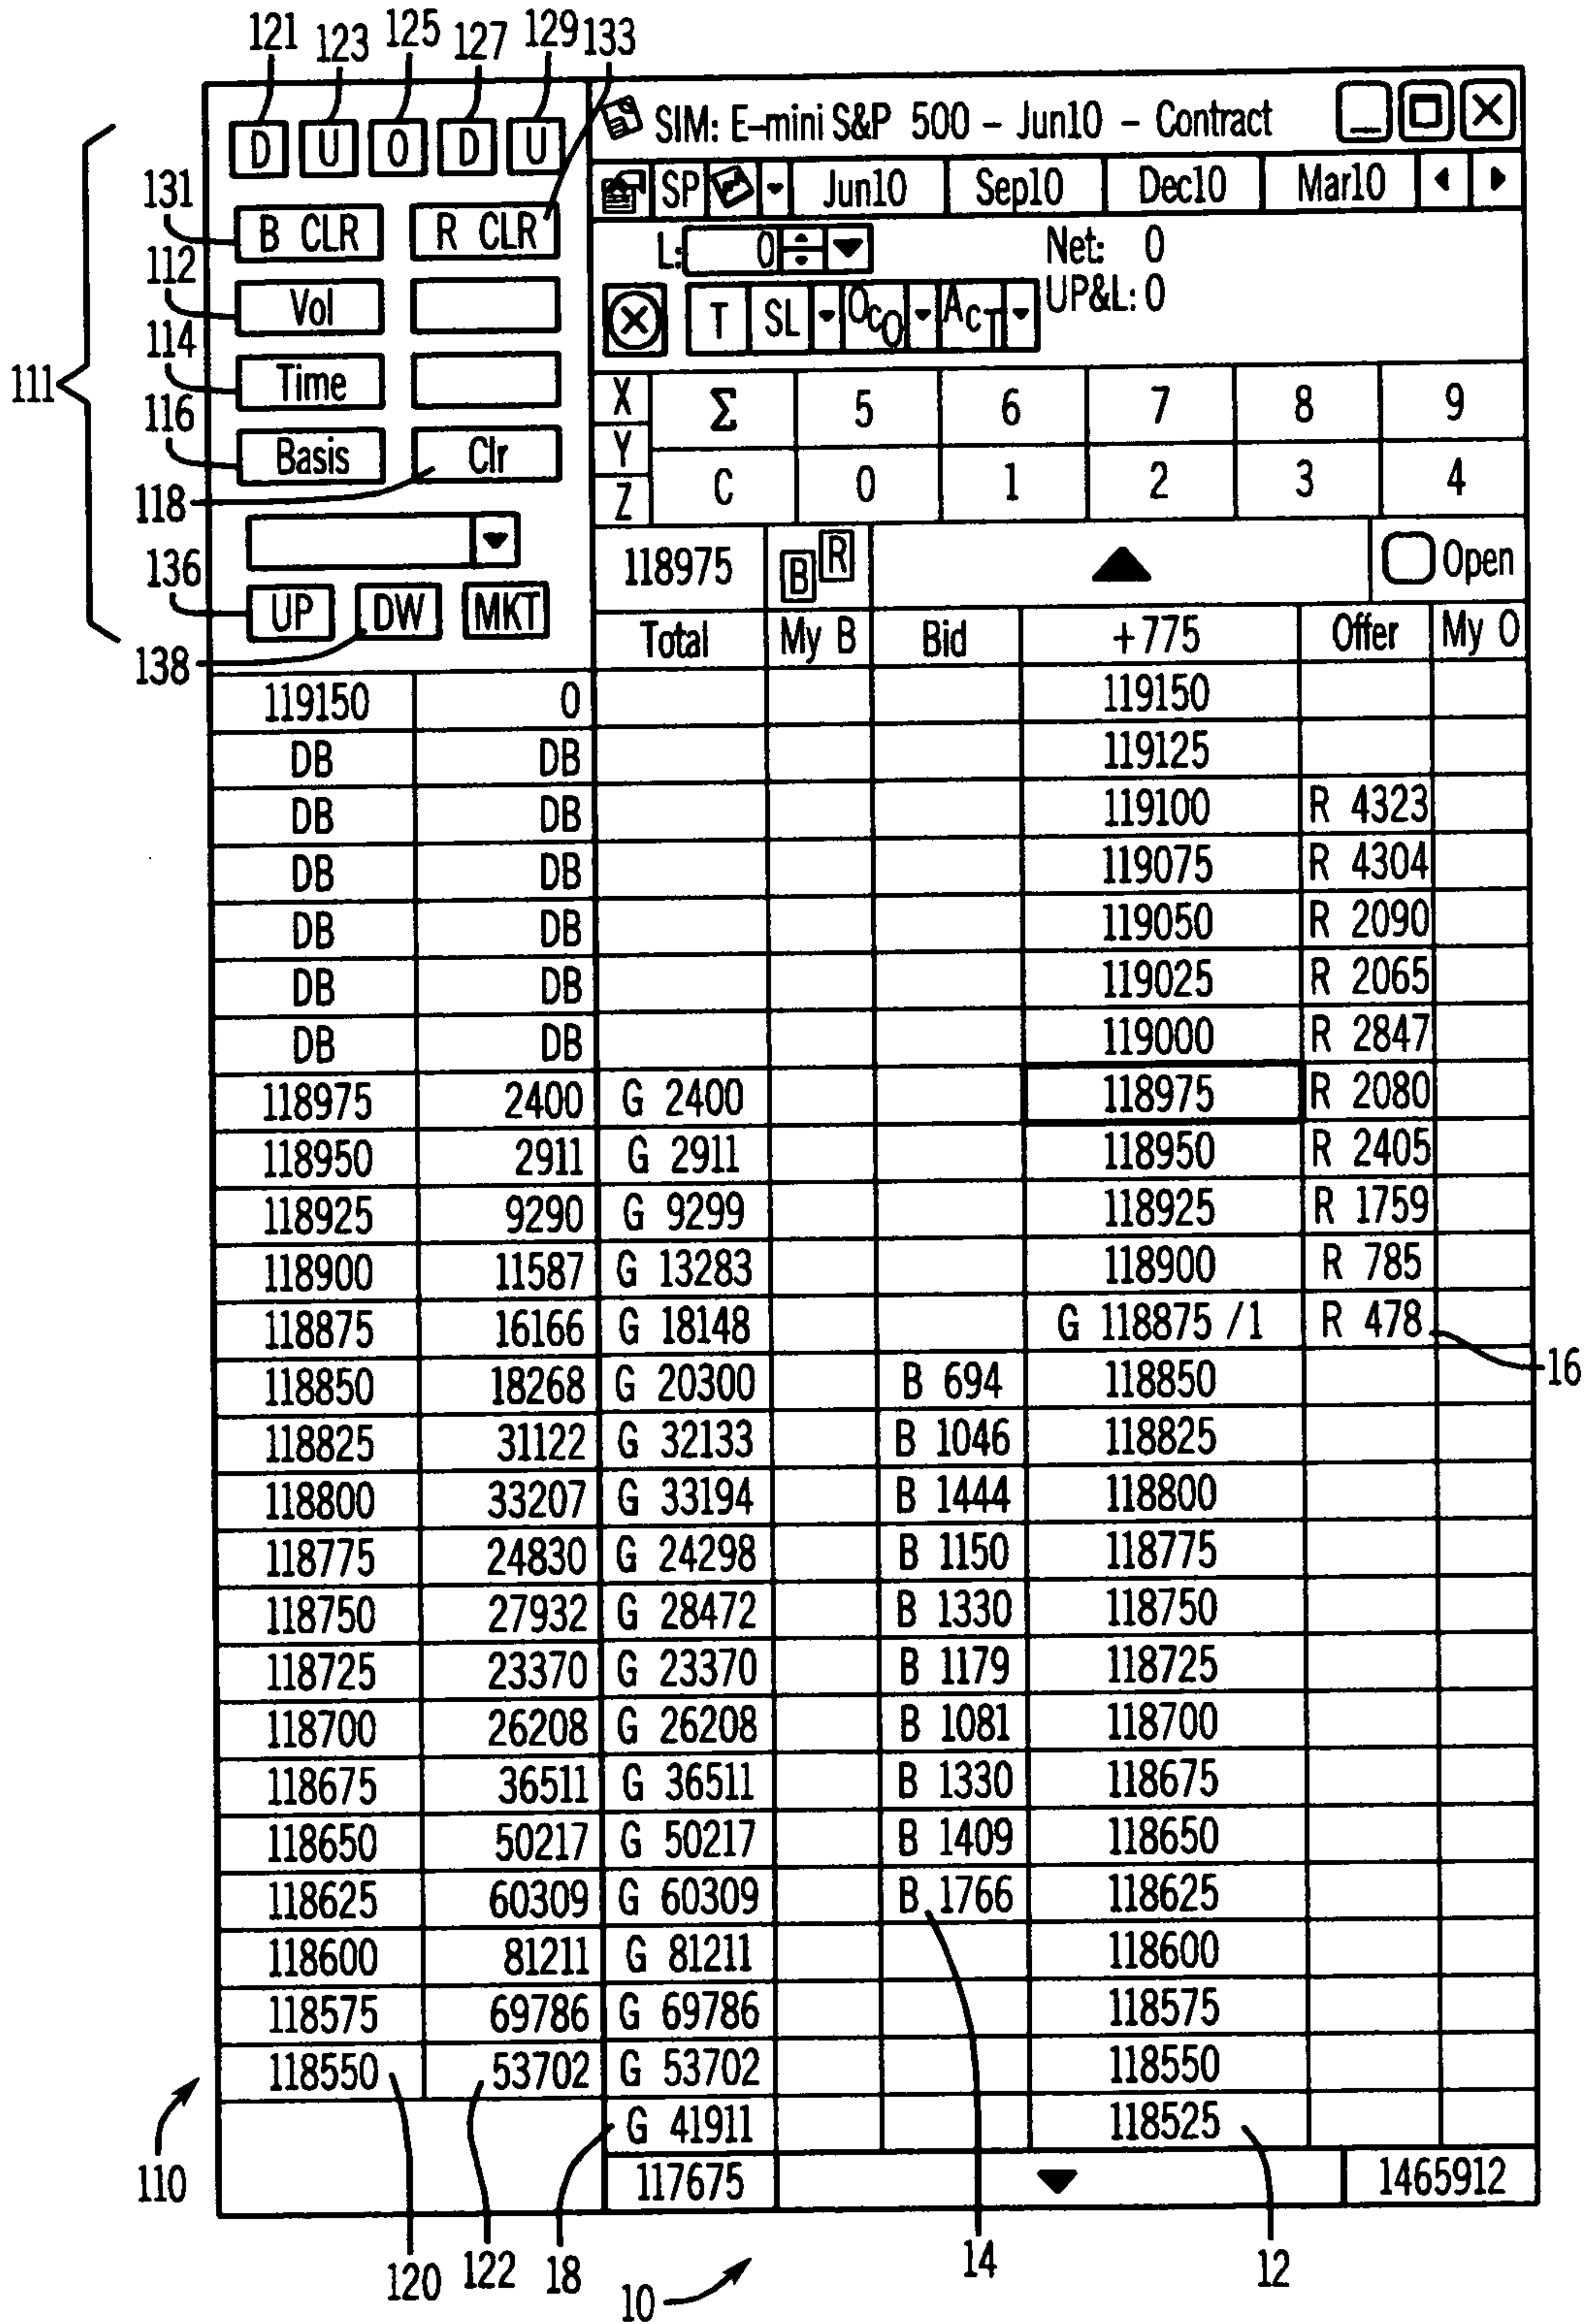 121 123 125 127 129 133
D U O D U
SIM: E-mini S&P 500 - Jun10 - Contract
131
B CLR R CLR
SP Jun10 Sep10 Dec10 Mar10
L: 0 Net: 0
112
Vol
T SL OCO ACT UP&L: 0
114
111
Time
X Σ 5 6 7 8 9
116
Basis Clr
Y
Z C 0 1 2 3 4
118
118975 B R Open
136
UP DW MKT
Total My B Bid +775 Offer My O
138
119150 0 119150
DB DB 119125
DB DB 119100 R 4323
DB DB 119075 R 4304
DB DB 119050 R 2090
DB DB 119025 R 2065
DB DB 119000 R 2847
118975 2400 G 2400 118975 R 2080
118950 2911 G 2911 118950 R 2405
118925 9290 G 9299 118925 R 1759
118900 11587 G 13283 118900 R 785
118875 16166 G 18148 G 118875 /1 R 478
16
118850 18268 G 20300 B 694 118850
118825 31122 G 32133 B 1046 118825
118800 33207 G 33194 B 1444 118800
118775 24830 G 24298 B 1150 118775
118750 27932 G 28472 B 1330 118750
118725 23370 G 23370 B 1179 118725
118700 26208 G 26208 B 1081 118700
118675 36511 G 36511 B 1330 118675
118650 50217 G 50217 B 1409 118650
118625 60309 G 60309 B 1766 118625
118600 81211 G 81211 118600
118575 69786 G 69786 118575
118550 53702 G 53702 118550
G 41911 118525
110
117675 1465912
120 122 18 10 14 12